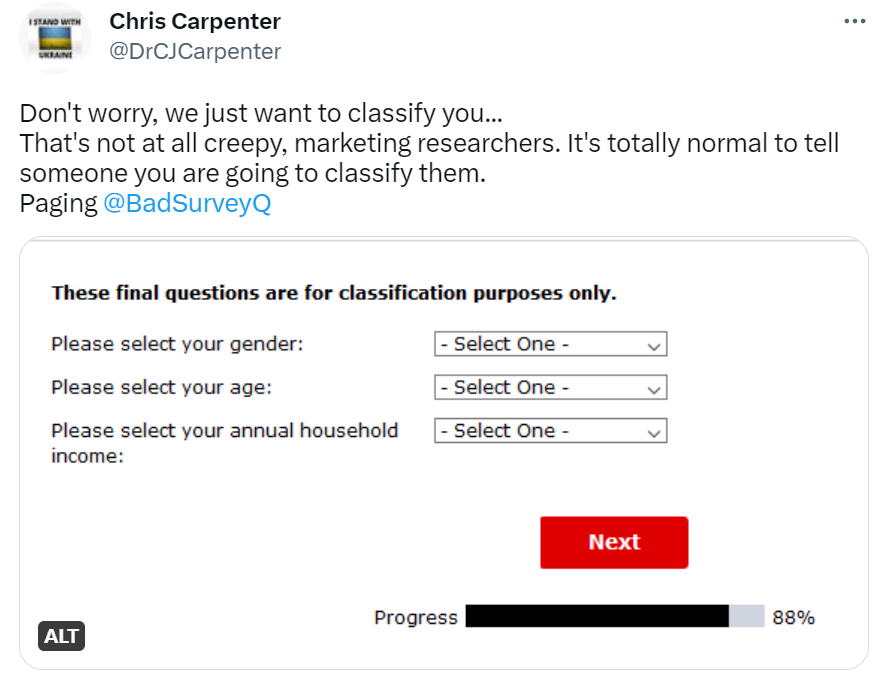 I STAND WITH
UKRAINE
Chris Carpenter
@DrCJCarpenter
Don't worry, we just want to classify you...
That's not at all creepy, marketing researchers. It's totally normal to tell
someone you are going to classify them.
Paging @BadSurveyQ
These final questions are for classification purposes only.
Please select your gender:
- Select One -
Please select your age:
- Select One -
Please select your annual household
income:
- Select One -
Next
Progress 88%
ALT